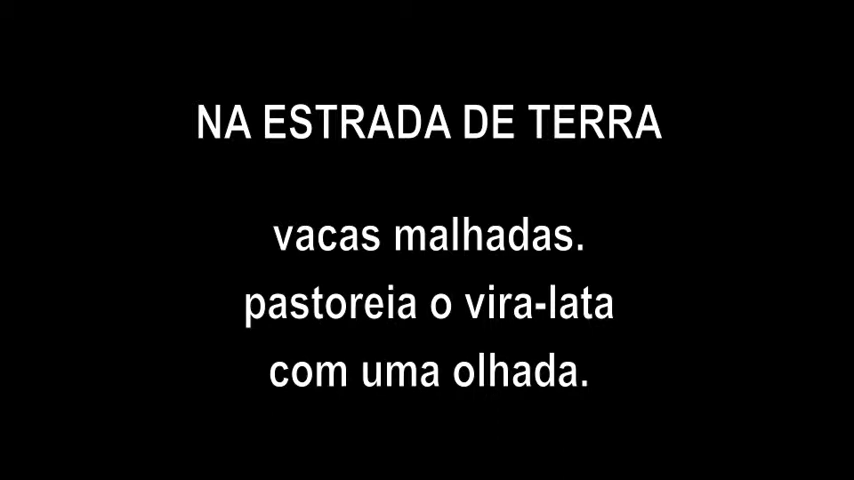 NA ESTRADA DE TERRA
vacas malhadas.
pastoreia o vira-lata
com uma olhada.